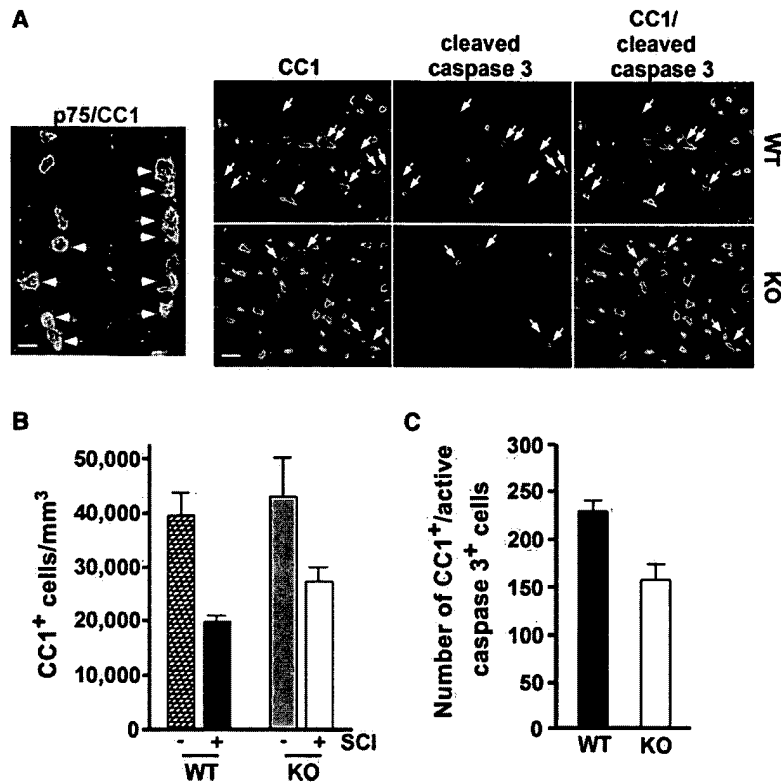 A
p75/CC1
CC1
cleaved
caspase 3
CC1/
cleaved
caspase 3
WT
KO
B
CC1+ cells/mm³
50,000
40,000
30,000
20,000
10,000
0
- + - + SCI
WT KO
C
Number of CC1+/active
caspase 3+ cells
300
250
200
150
100
50
0
WT KO